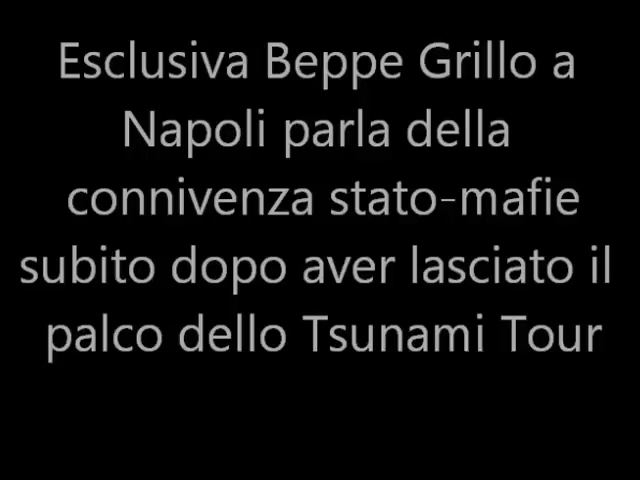 Esclusiva Beppe Grillo a
Napoli parla della
connivenza stato-mafie
subito dopo aver lasciato il
palco dello Tsunami Tour